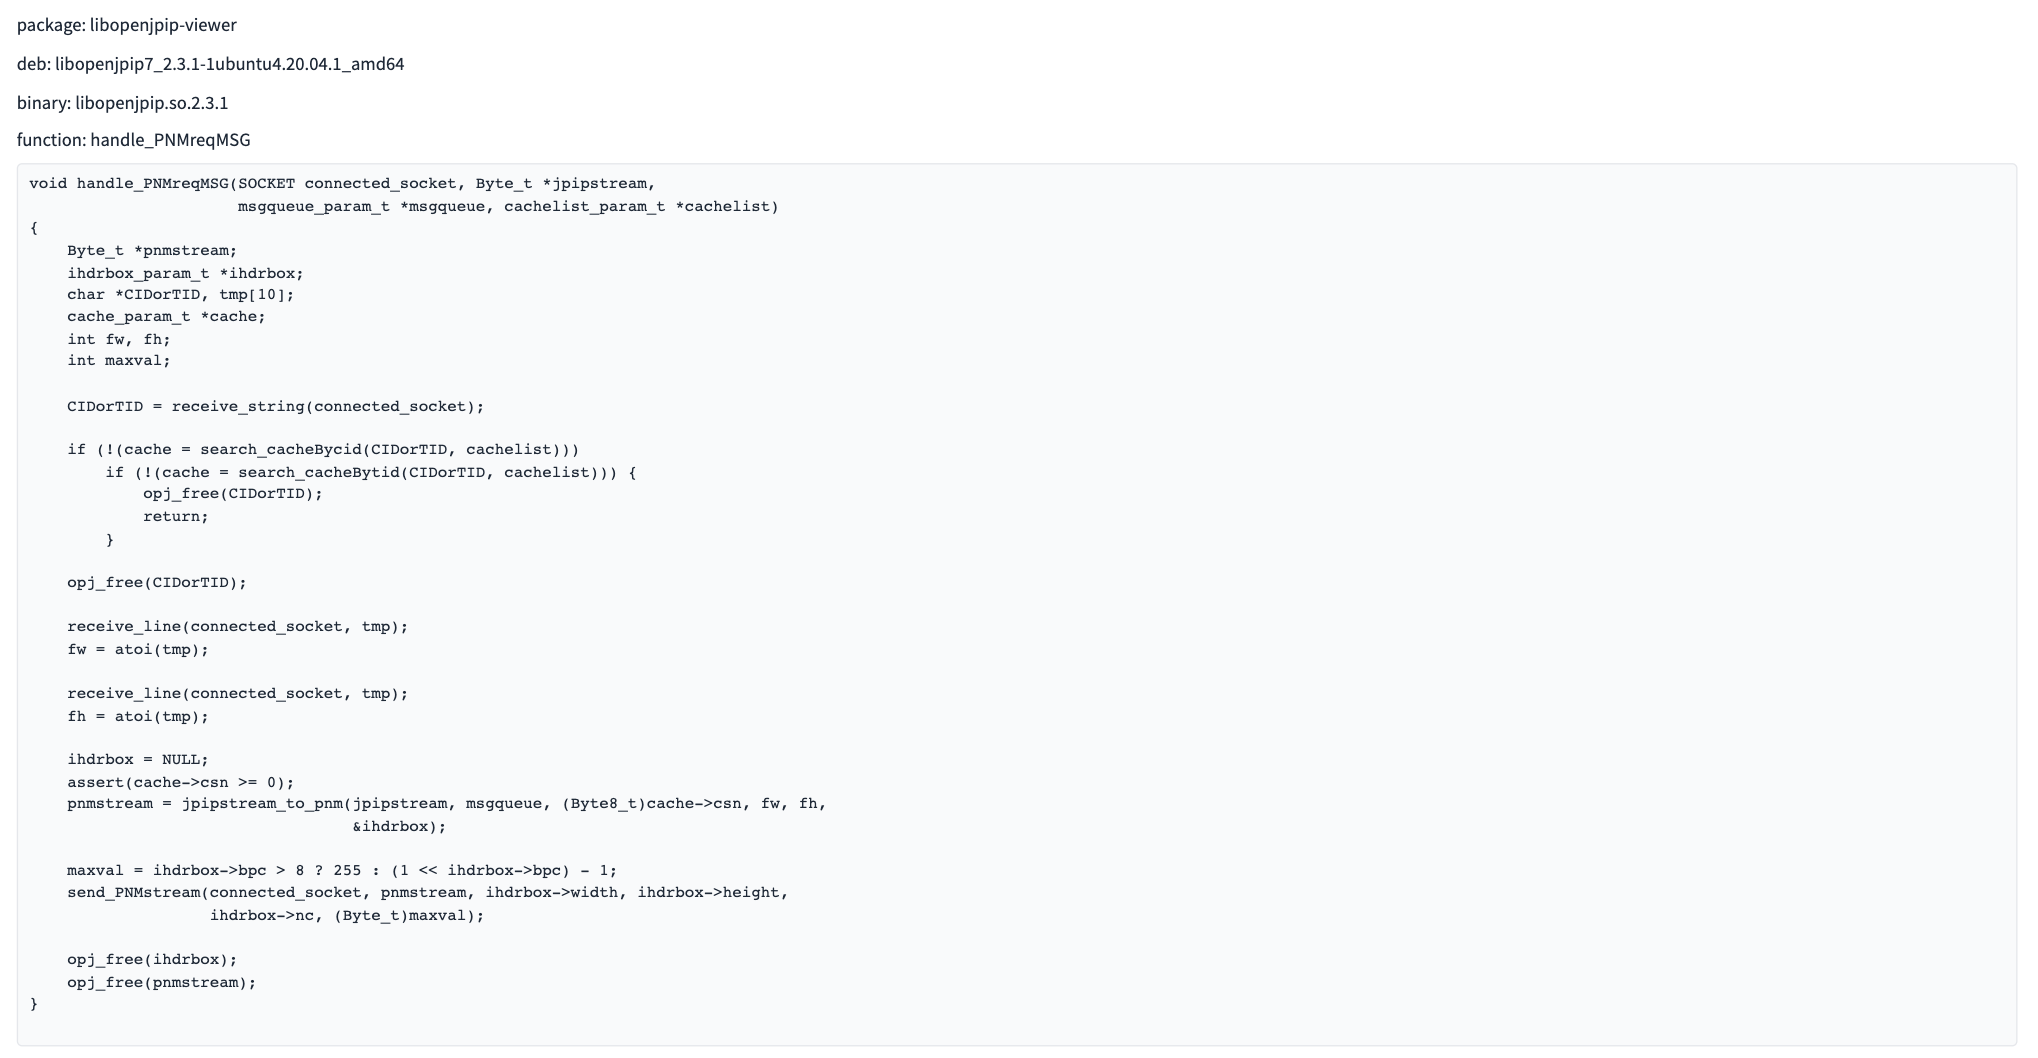 package: libopenjpip-viewer
deb: libopenjpip7_2.3.1-1ubuntu4.20.04.1_amd64
binary: libopenjpip.so.2.3.1
function: handle_PNMreqMSG
void handle_PNMreqMSG(SOCKET connected_socket, Byte_t *jpipstream,
                      msgqueue_param_t *msgqueue, cachelist_param_t *cachelist)
{
    Byte_t *pnmstream;
    ihdrbox_param_t *ihdrbox;
    char *CIDorTID, tmp[10];
    cache_param_t *cache;
    int fw, fh;
    int maxval;

    CIDorTID = receive_string(connected_socket);

    if (!(cache = search_cacheBycid(CIDorTID, cachelist)))
        if (!(cache = search_cacheBytid(CIDorTID, cachelist))) {
            opj_free(CIDorTID);
            return;
        }

    opj_free(CIDorTID);

    receive_line(connected_socket, tmp);
    fw = atoi(tmp);

    receive_line(connected_socket, tmp);
    fh = atoi(tmp);

    ihdrbox = NULL;
    assert(cache->csn >= 0);
    pnmstream = jpipstream_to_pnm(jpipstream, msgqueue, (Byte8_t)cache->csn, fw, fh,
                                  &ihdrbox);

    maxval = ihdrbox->bpc > 8 ? 255 : (1 << ihdrbox->bpc) - 1;
    send_PNMstream(connected_socket, pnmstream, ihdrbox->width, ihdrbox->height,
                   ihdrbox->nc, (Byte_t)maxval);

    opj_free(ihdrbox);
    opj_free(pnmstream);
}